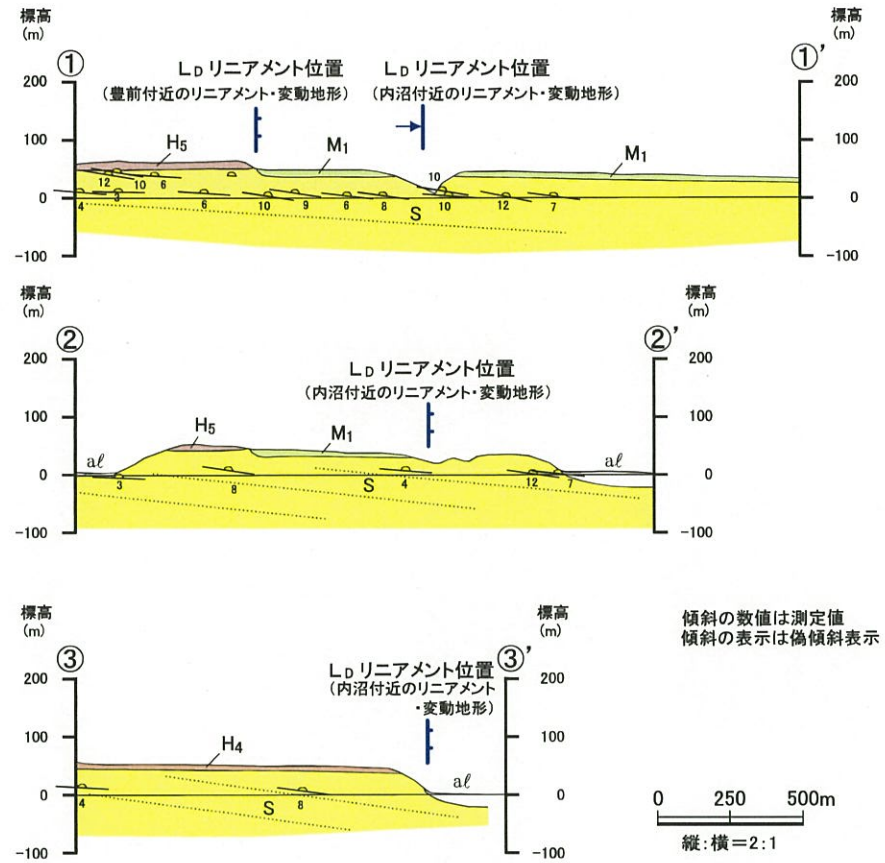 標高
(m)
標高
(m)
①
①'
LD リニアメント位置
(豊前付近のリニアメント・変動地形)
LD リニアメント位置
(内沼付近のリニアメント・変動地形)
200
100
0
-100
200
100
0
-100
H5
M1
M1
12
10
6
4
3
6
10
9
6
8
10
10
12
7
S
標高
(m)
標高
(m)
②
②'
LD リニアメント位置
(内沼付近のリニアメント・変動地形)
200
100
0
-100
200
100
0
-100
H5
M1
aℓ
aℓ
3
8
S
4
12
7
標高
(m)
標高
(m)
③
③'
LD リニアメント位置
(内沼付近のリニアメント
・変動地形)
200
100
0
-100
200
100
0
-100
H4
aℓ
4
S
8
傾斜の数値は測定値
傾斜の表示は偽傾斜表示
0 250 500m
縦:横=2:1